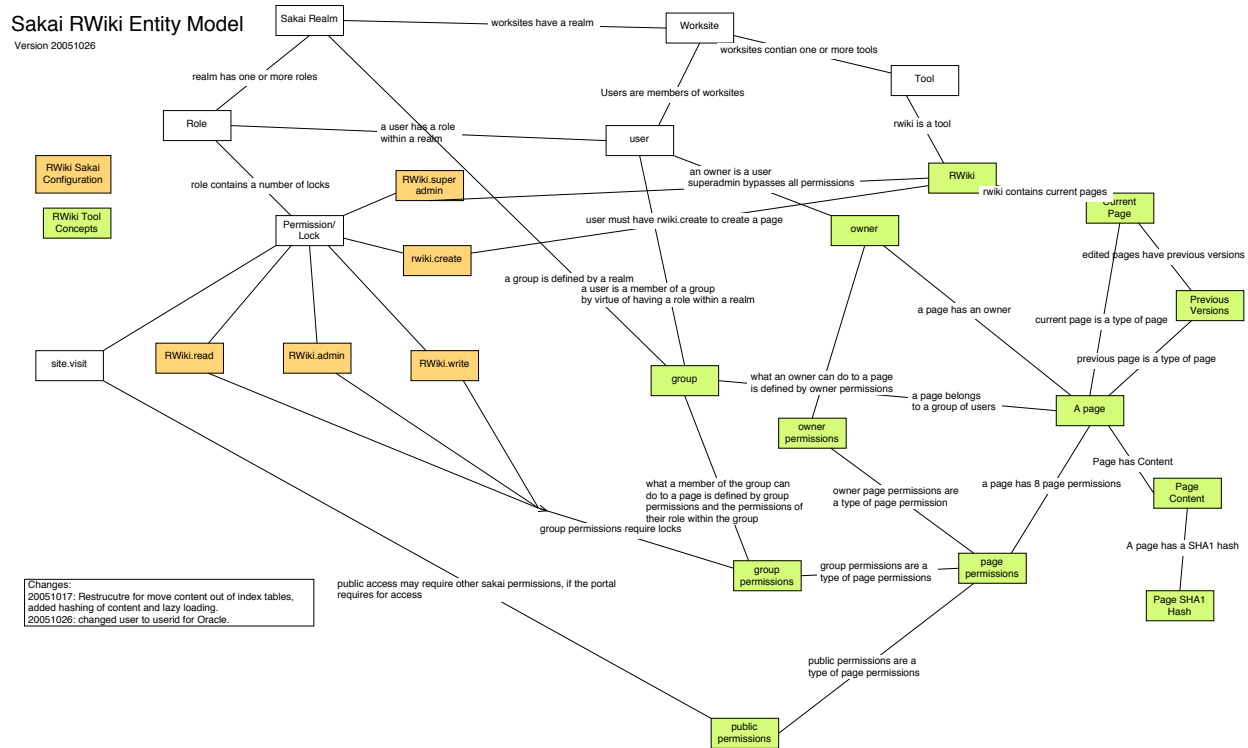 Sakai RWiki Entity Model
Version 20051026
Sakai Realm
worksites have a realm
Worksite
worksites contian one or more tools
realm has one or more roles
Tool
Users are members of worksites
Role
a user has a role
within a realm
user
rwiki is a tool
RWiki Sakai
Configuration
RWiki Tool
Concepts
role contains a number of locks
RWiki.super
admin
an owner is a user
superadmin bypasses all permissions
RWiki
rwiki contains current pages
Current
Page
Permission/
Lock
user must have rwiki.create to create a page
owner
rwiki.create
edited pages have previous versions
a group is defined by a realm
a user is a member of a group
by virtue of having a role within a realm
a page has an owner
Previous
Versions
current page is a type of page
previous page is a type of page
site.visit
RWiki.read
RWiki.admin
RWiki.write
group
what an owner can do to a page
is defined by owner permissions
a page belongs
to a group of users
A page
owner
permissions
Page has Content
what a member of the group can
do to a page is defined by group
permissions and the permissions of
their role within the group
owner page permissions are
a type of page permission
a page has 8 page permissions
Page
Content
group permissions require locks
A page has a SHA1 hash
group
permissions
group permissions are a
type of page permissions
page
permissions
Page SHA1
Hash
Changes:
20051017: Restrucutre for move content out of index tables,
added hashing of content and lazy loading.
20051026: changed user to userid for Oracle.
public access may require other sakai permissions, if the portal
requires for access
public permissions are a
type of page permissions
public
permissions